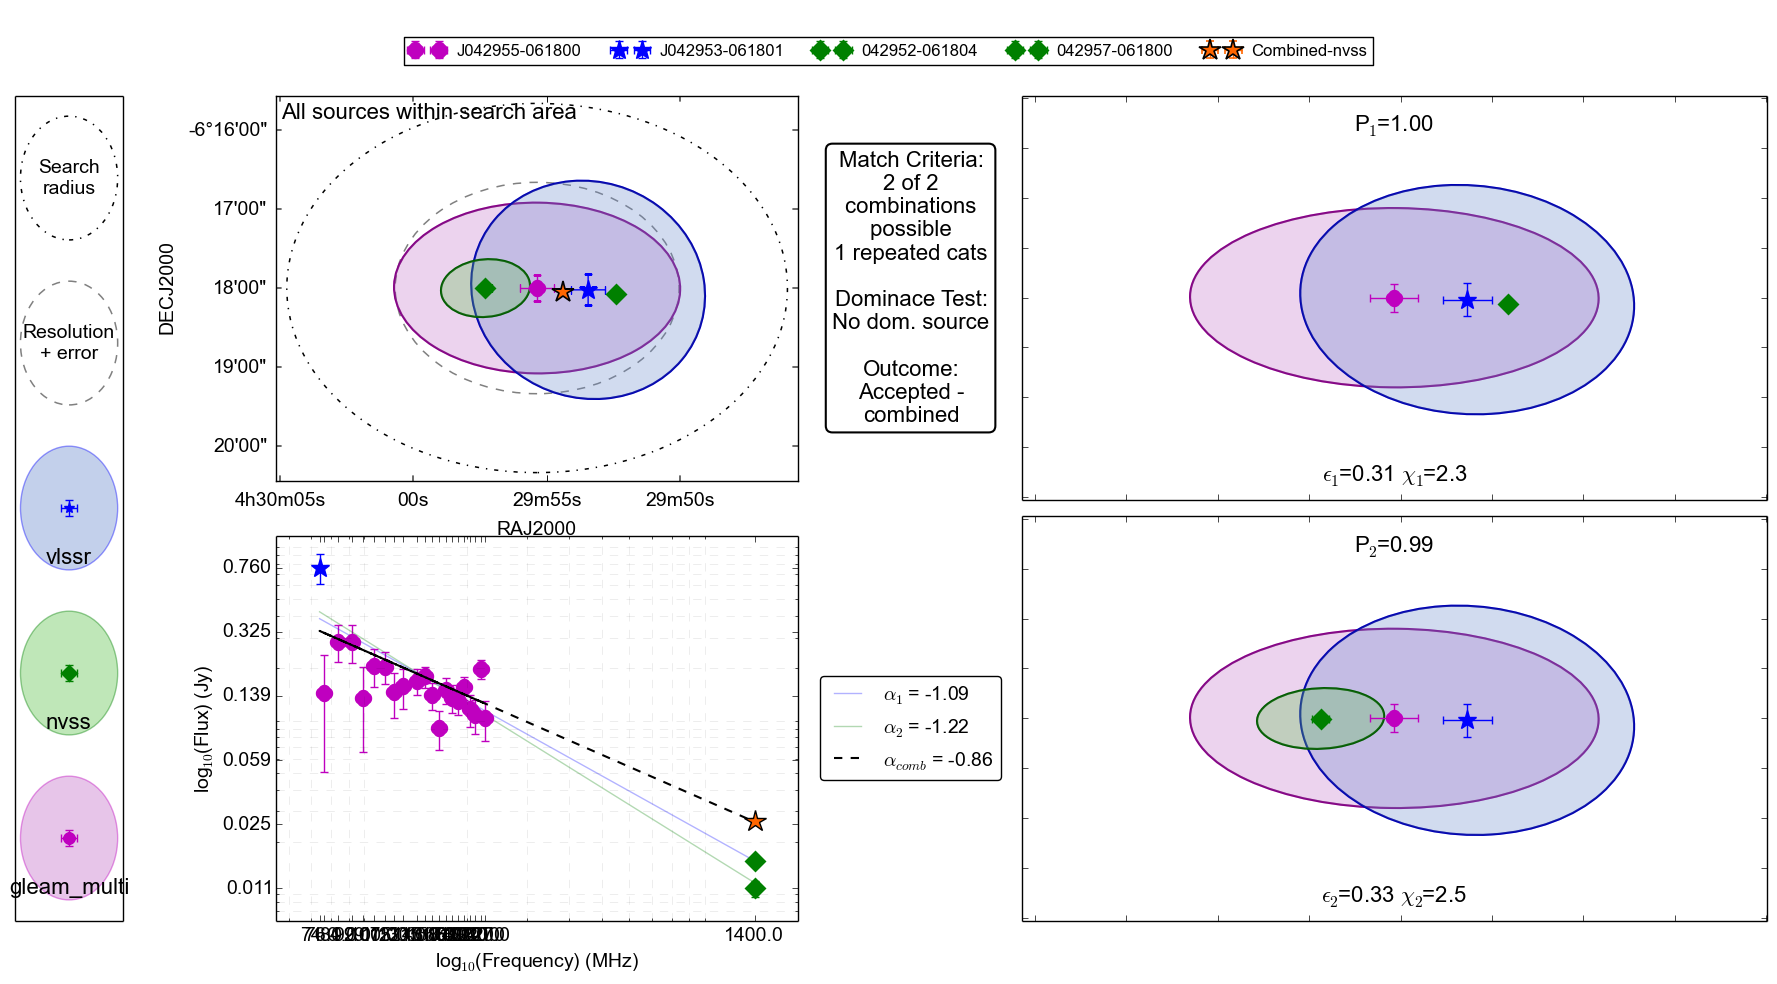 J042955-061800 J042953-061801 042952-061804 042957-061800 Combined-nvss
Search
radius
Resolution
+ error
vlssr
nvss
gleam_multi
All sources within search area
DECJ2000
-6°16'00"
17'00"
18'00"
19'00"
20'00"
4h30m05s 00s 29m55s 29m50s
RAJ2000
Match Criteria:
2 of 2
combinations
possible
1 repeated cats
Dominace Test:
No dom. source
Outcome:
Accepted -
combined
P1=1.00
ϵ1=0.31 χ1=2.3
P2=0.99
ϵ2=0.33 χ2=2.5
log10(Flux) (Jy)
0.760
0.325
0.139
0.059
0.025
0.011
1400.0
log10(Frequency) (MHz)
α1 = -1.09
α2 = -1.22
αcomb = -0.86